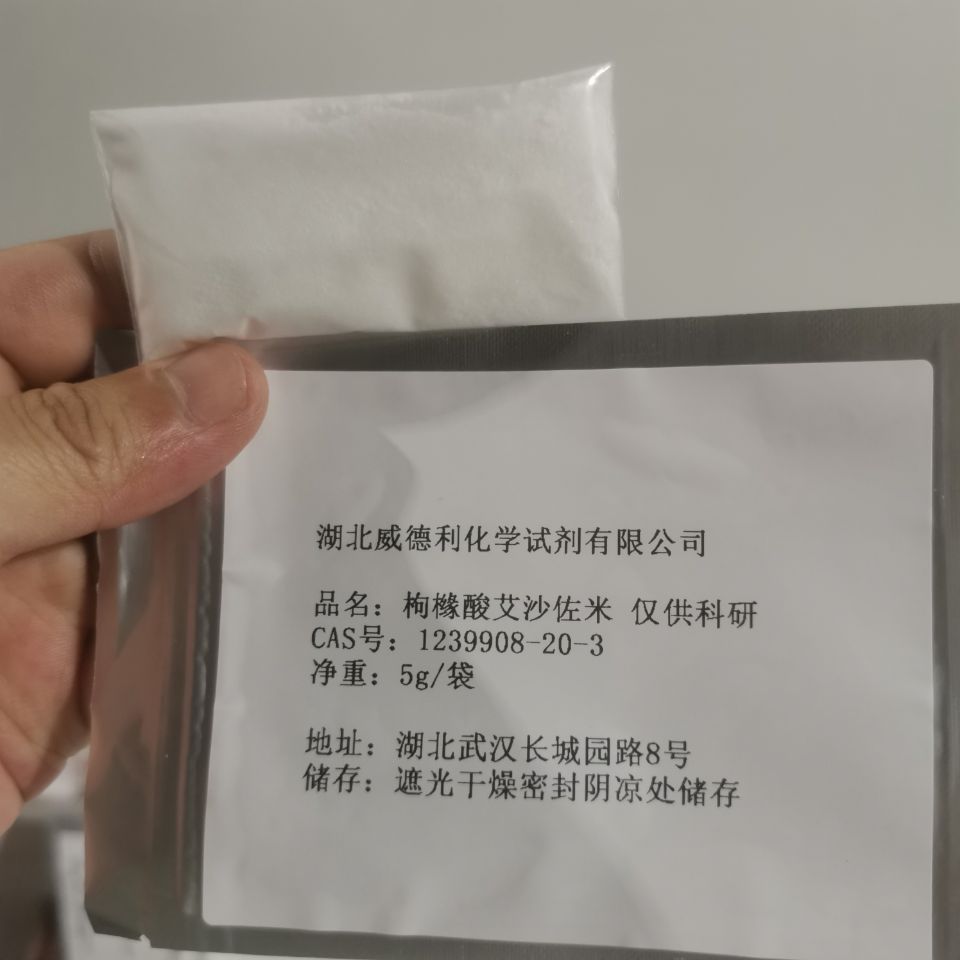 湖北威德利化学试剂有限公司
品名：枸橼酸艾沙佐米 仅供科研
CAS号：1239908-20-3
净重：5g/袋
地址：湖北武汉长城园路8号
储存：遮光干燥密封阴凉处储存